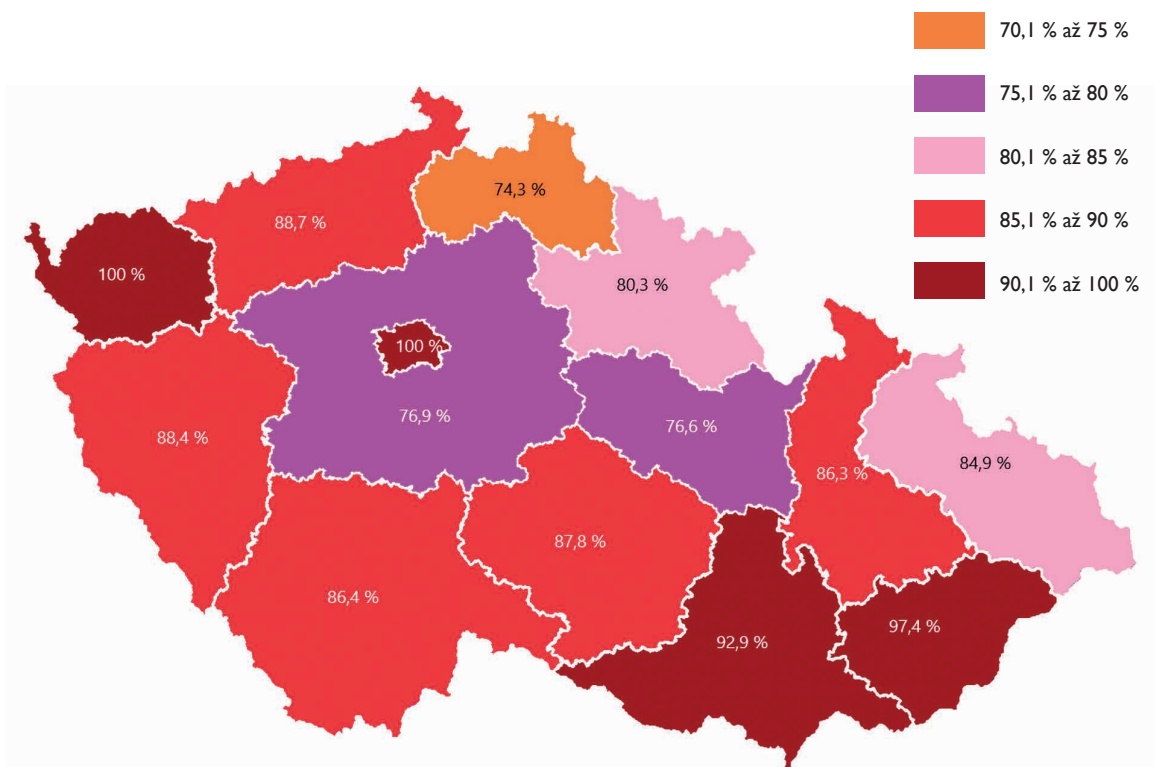 70,1 % až 75 %
75,1 % až 80 %
80,1 % až 85 %
85,1 % až 90 %
90,1 % až 100 %
74,3 %
88,7 %
100 %
80,3 %
100 %
76,9 %
76,6 %
88,4 %
84,9 %
86,3 %
87,8 %
86,4 %
97,4 %
92,9 %